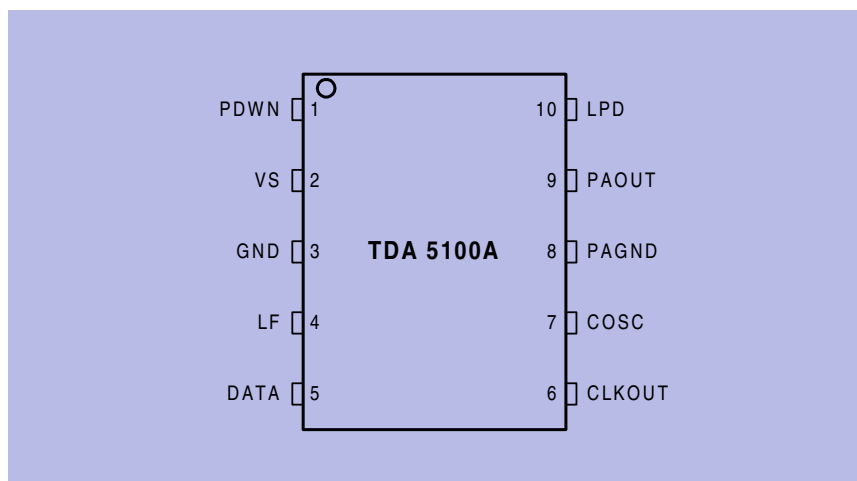 PDWN 1 10 LPD
VS 2 9 PAOUT
GND 3 TDA 5100A 8 PAGND
LF 4 7 COSC
DATA 5 6 CLKOUT